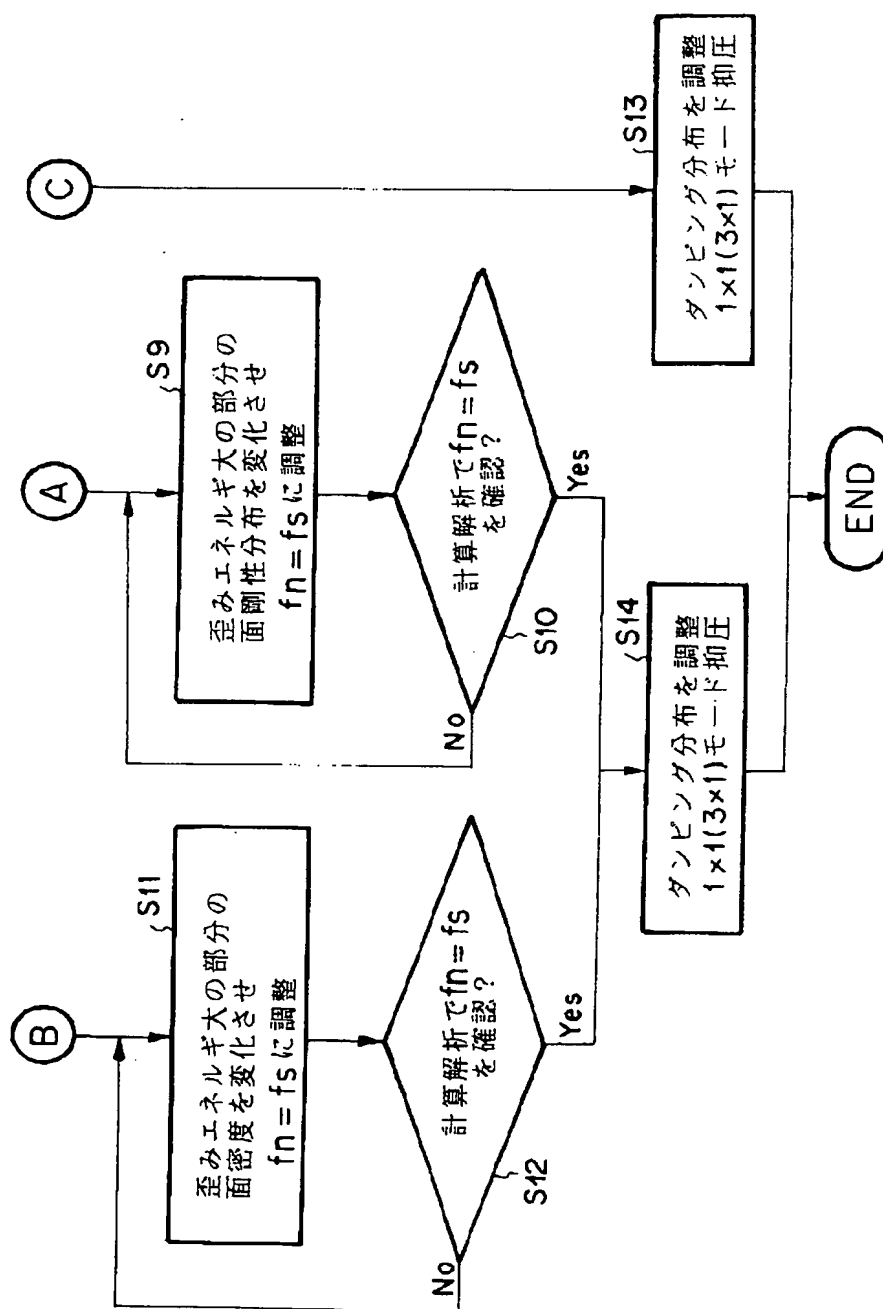 B
S11
歪みエネルギ大の部分の
面密度を変化させ
fn=fsに調整
計算解析でfn=fs
を確認?
S12
No
Yes
A
S9
歪みエネルギ大の部分の
面剛性分布を変化させ
fn=fsに調整
計算解析でfn=fs
を確認?
S10
No
Yes
S14
ダンピング分布を調整
1×1(3×1)モード抑圧
C
S13
ダンピング分布を調整
1×1(3×1)モード抑圧
END